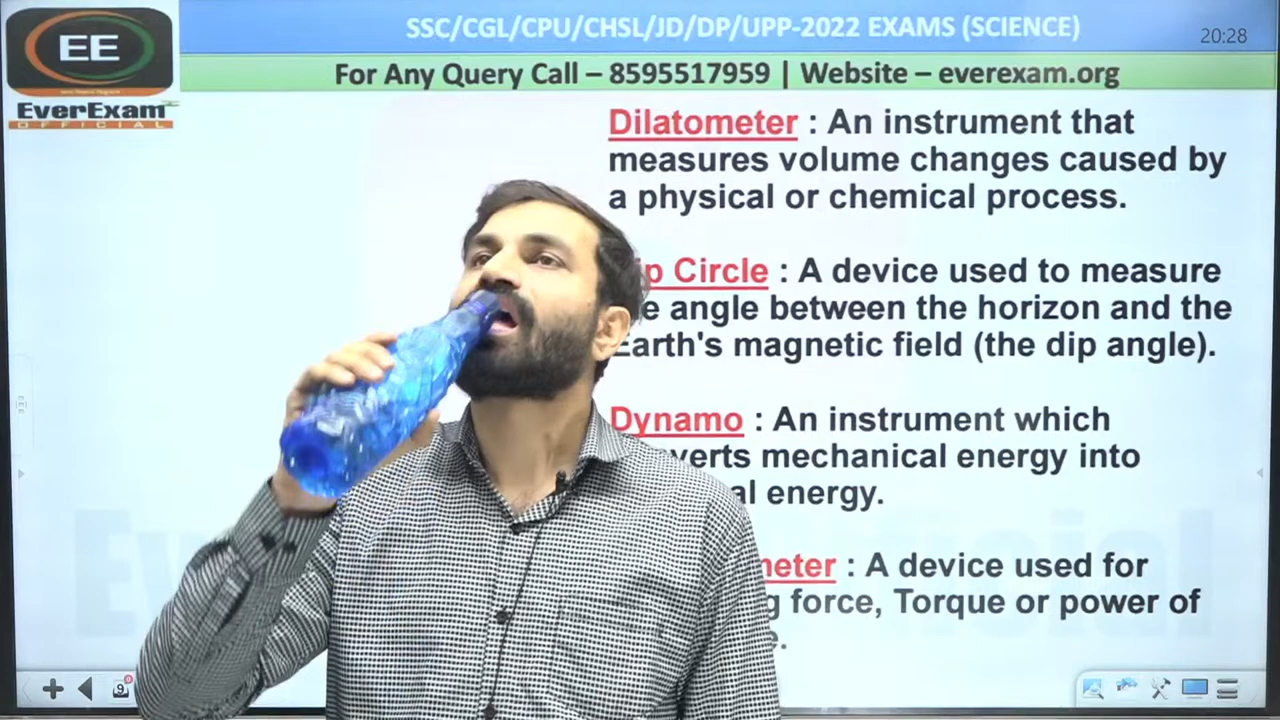 SSC/CGL/CPU/CHSL/JD/DP/UPP-2022 EXAMS (SCIENCE)
20:28
For Any Query Call – 8595517959 | Website – everexam.org
EE
EverExam
OFFICIAL
Dilatometer : An instrument that
measures volume changes caused by
a physical or chemical process.
ip Circle : A device used to measure
e angle between the horizon and the
Earth's magnetic field (the dip angle).
Dynamo : An instrument which
verts mechanical energy into
al energy.
meter : A device used for
g force, Torque or power of
e.
9